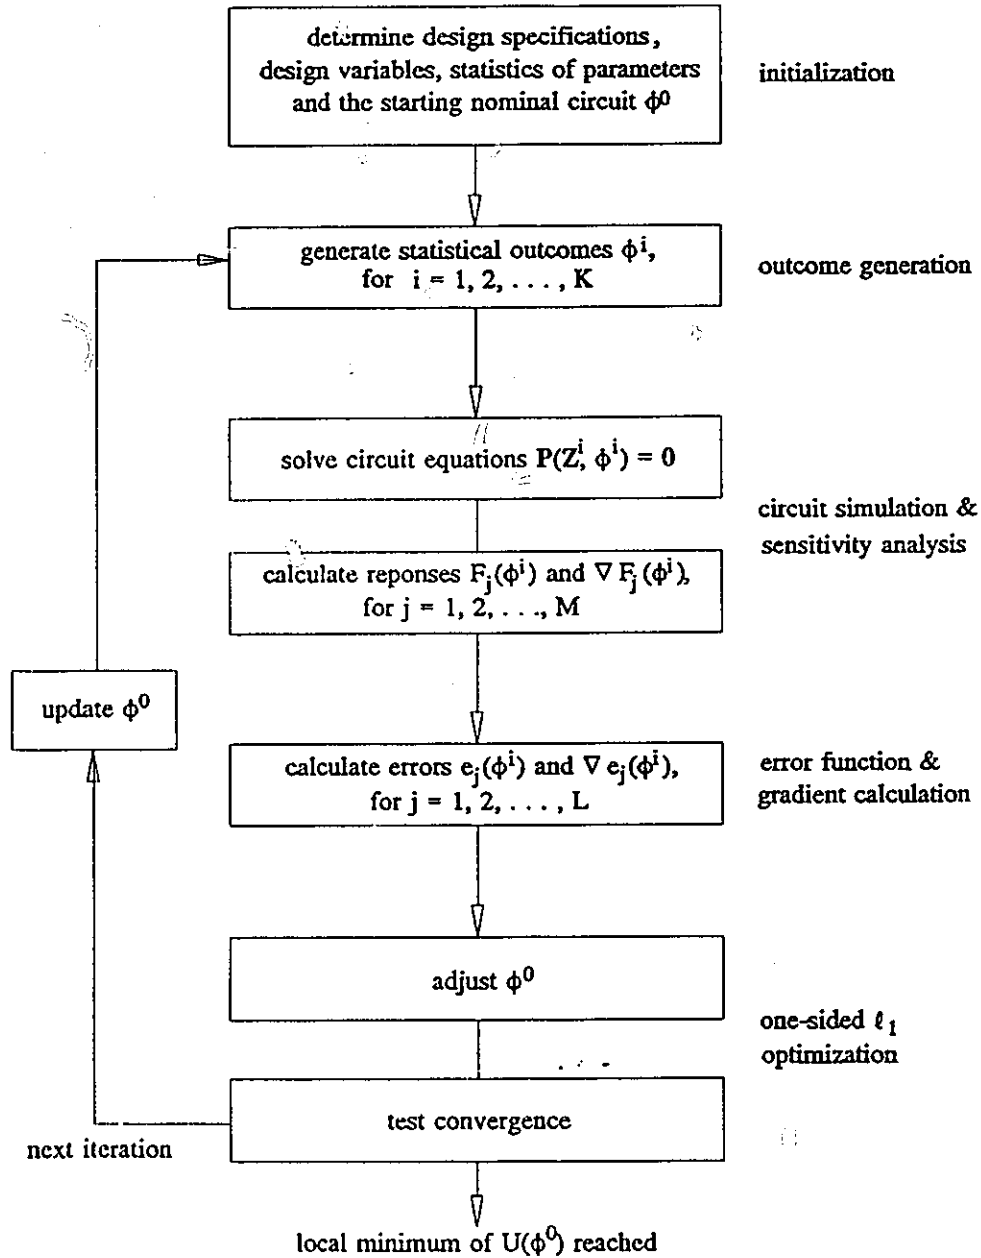 determine design specifications,
design variables, statistics of parameters
and the starting nominal circuit ϕ⁰
initialization
generate statistical outcomes ϕⁱ,
for i = 1, 2, . . . , K
outcome generation
solve circuit equations P(Zⁱ, ϕⁱ) = 0
calculate reponses Fⱼ(ϕⁱ) and ∇ Fⱼ(ϕⁱ),
for j = 1, 2, . . ., M
circuit simulation &
sensitivity analysis
update ϕ⁰
calculate errors eⱼ(ϕⁱ) and ∇ eⱼ(ϕⁱ),
for j = 1, 2, . . . , L
error function &
gradient calculation
adjust ϕ⁰
one-sided ℓ₁
optimization
test convergence
next iteration
local minimum of U(ϕ⁰) reached